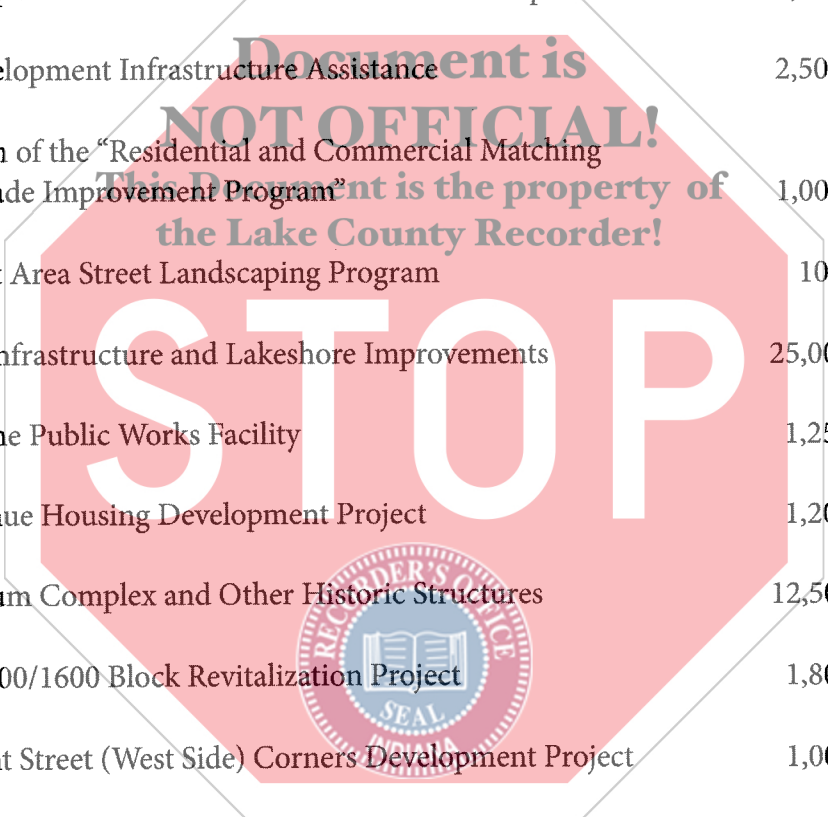 Document is
elopment Infrastructure Assistance 2,50
NOT OFFICIAL!
of the “Residential and Commercial Matching
This Document is the property of
de Improvement Program” 1,00
the Lake County Recorder!
Area Street Landscaping Program 10
nfrastructure and Lakeshore Improvements 25,00
STOP
e Public Works Facility 1,25
ue Housing Development Project 1,20
RECORDER'S OFFICE
um Complex and Other Historic Structures 12,50
00/1600 Block Revitalization Project 1,80
SEAL
INDIANA
t Street (West Side) Corners Development Project 1,00